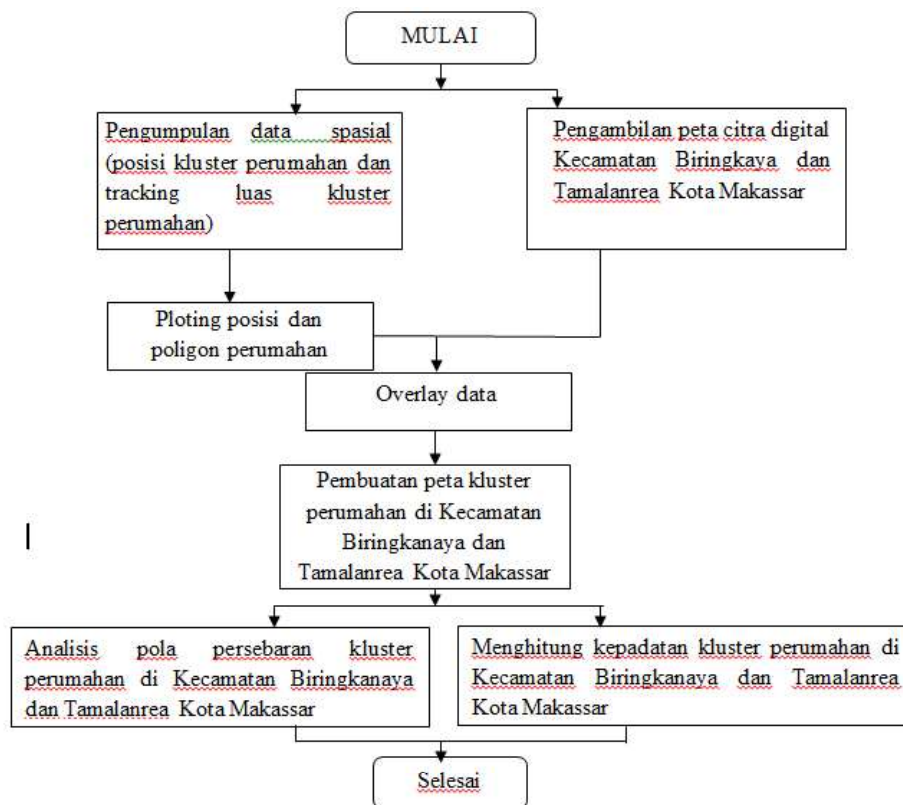 MULAI
Pengumpulan data spasial
(posisi kluster perumahan dan
tracking luas kluster
perumahan)
Pengambilan peta citra digital
Kecamatan Biringkaya dan
Tamalanrea Kota Makassar
Ploting posisi dan
poligon perumahan
Overlay data
Pembuatan peta kluster
perumahan di Kecamatan
Biringkanaya dan
Tamalanrea Kota Makassar
Analisis pola persebaran kluster
perumahan di Kecamatan Biringkanaya
dan Tamalanrea Kota Makassar
Menghitung kepadatan kluster perumahan di
Kecamatan Biringkanaya dan Tamalanrea
Kota Makassar
Selesai